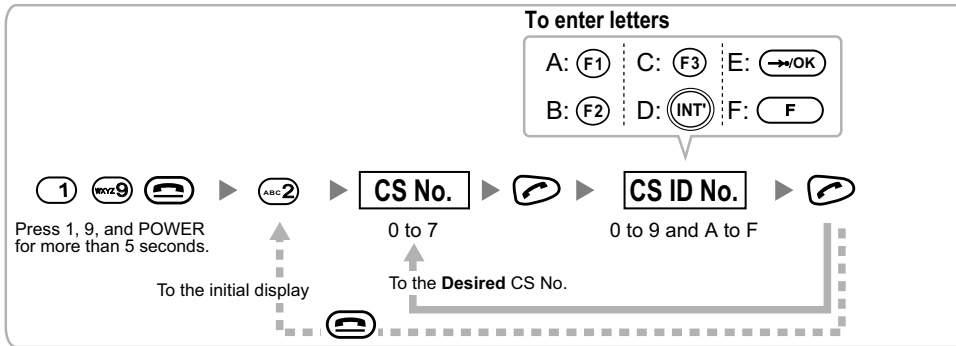 To enter letters
A: F1 C: F3 E: →•/OK
B: F2 D: INT' F: F
1 WXYZ9 ABC2 CS No. CS ID No.
Press 1, 9, and POWER
for more than 5 seconds.
0 to 7 0 to 9 and A to F
To the initial display
To the Desired CS No.